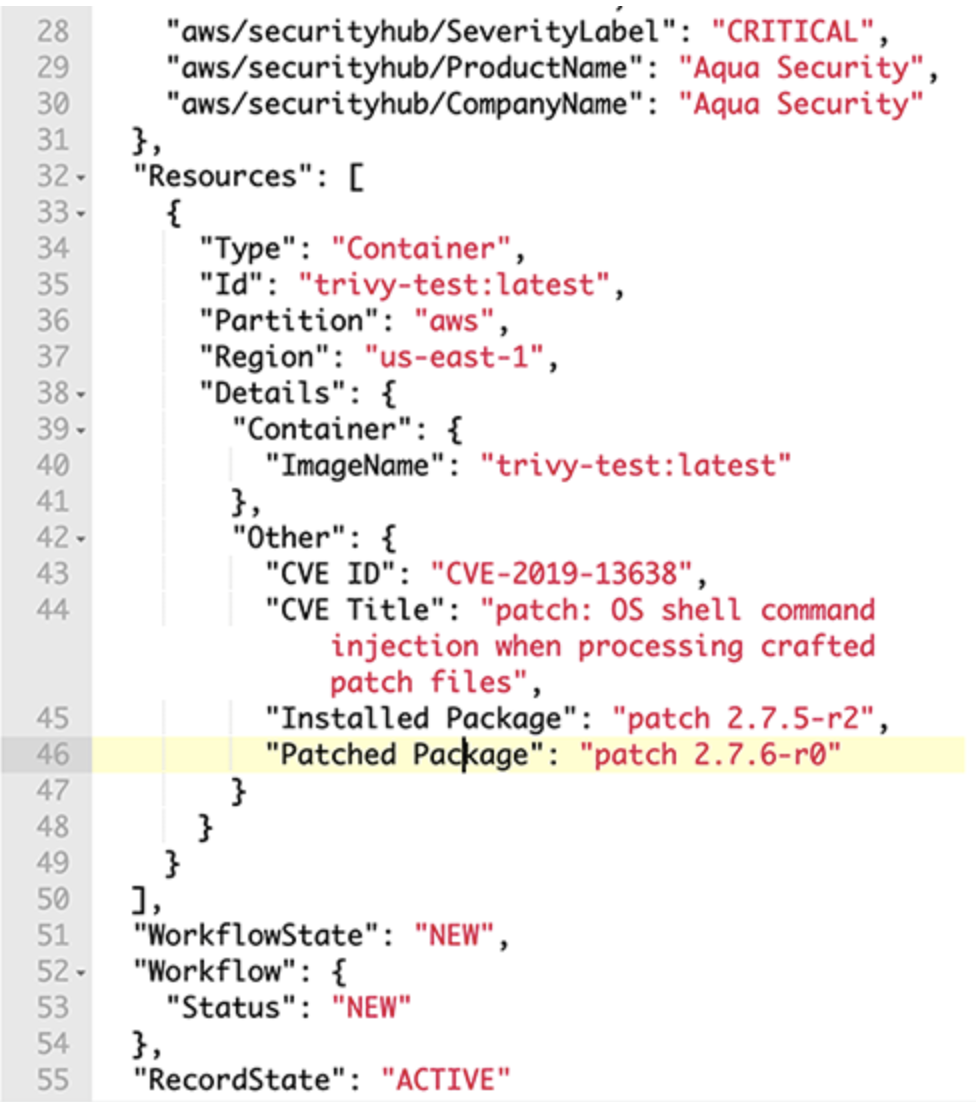 28 "aws/securityhub/SeverityLabel": "CRITICAL",
29 "aws/securityhub/ProductName": "Aqua Security",
30 "aws/securityhub/CompanyName": "Aqua Security"
31 },
32 "Resources": [
33 {
34 "Type": "Container",
35 "Id": "trivy-test:latest",
36 "Partition": "aws",
37 "Region": "us-east-1",
38 "Details": {
39 "Container": {
40 "ImageName": "trivy-test:latest"
41 },
42 "Other": {
43 "CVE ID": "CVE-2019-13638",
44 "CVE Title": "patch: OS shell command
injection when processing crafted
patch files",
45 "Installed Package": "patch 2.7.5-r2",
46 "Patched Package": "patch 2.7.6-r0"
47 }
48 }
49 }
50 ],
51 "WorkflowState": "NEW",
52 "Workflow": {
53 "Status": "NEW"
54 },
55 "RecordState": "ACTIVE"